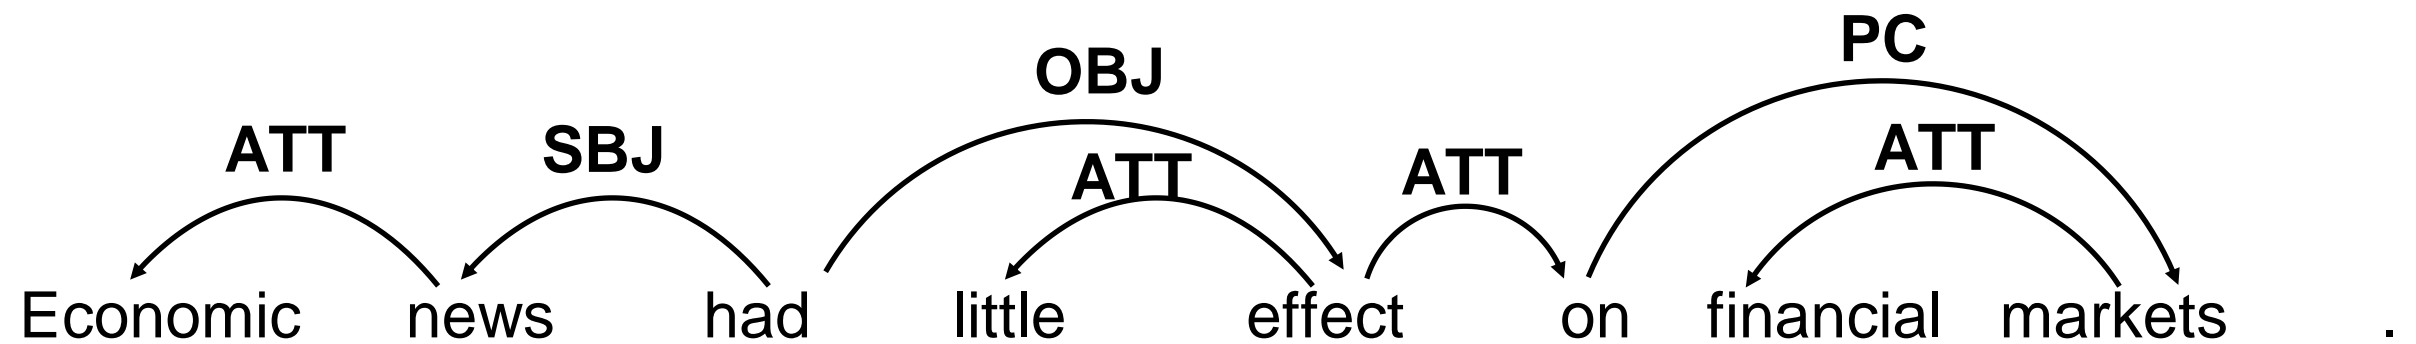 PC
OBJ
ATT SBJ ATT ATT ATT
Economic news had little effect on financial markets .